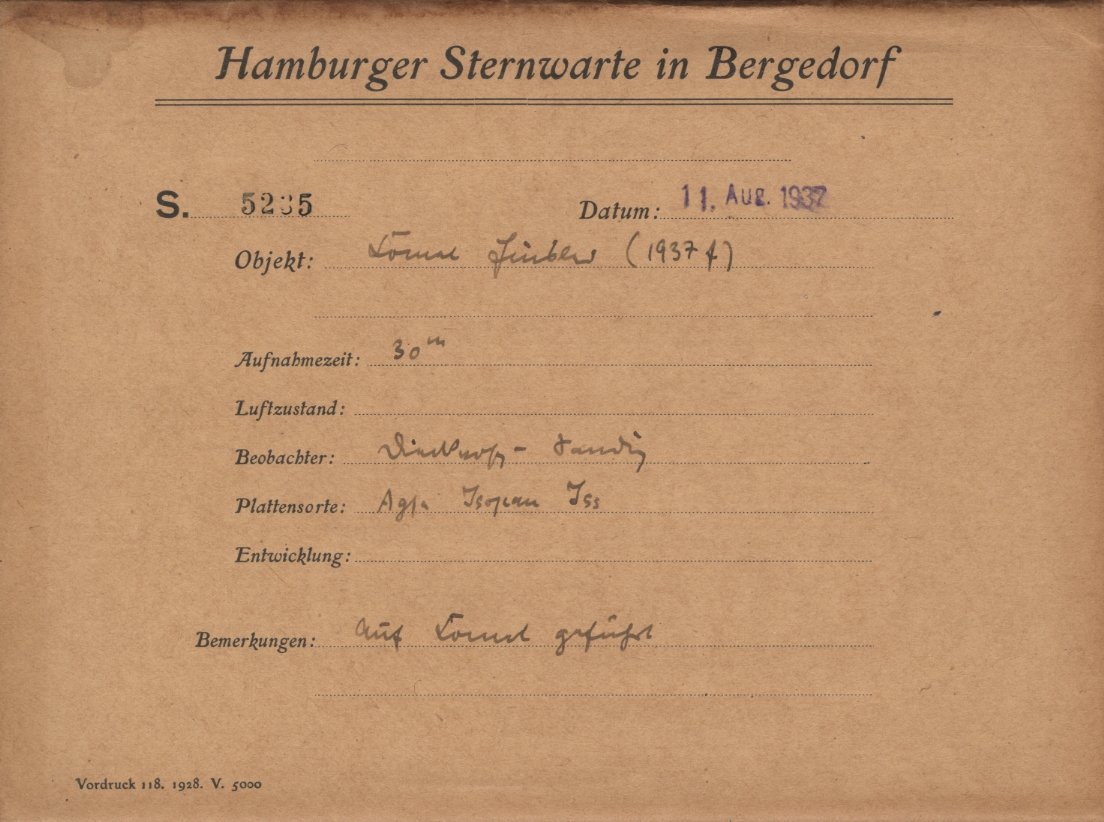 Hamburger Sternwarte in Bergedorf
S. 5235 Datum: 11. Aug. 1937
Objekt: Komet Finsler (1937 f)
Aufnahmezeit: 30ᵐ
Luftzustand:
Beobachter: Dieckvoss -
Plattensorte: Agfa Isopan Iss
Entwicklung:
Bemerkungen: auf Komet geführt
Vordruck 118. 1928. V. 5000